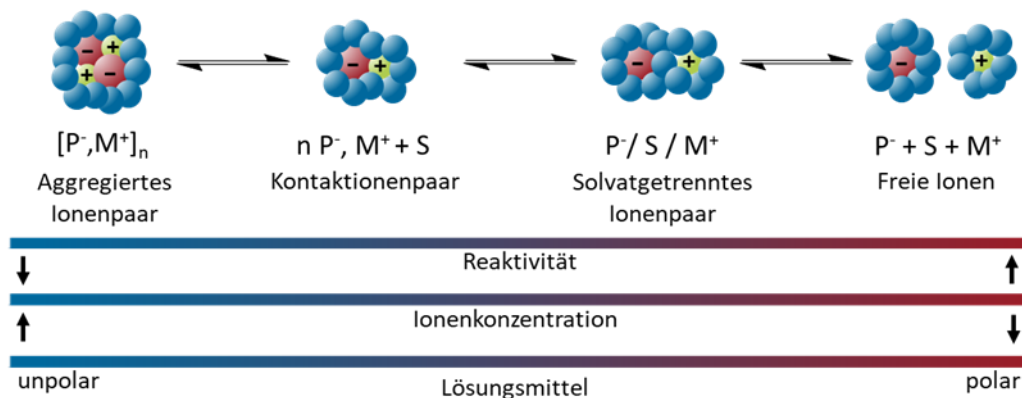 [P⁻,M⁺]ₙ
n P⁻, M⁺ + S
P⁻/ S / M⁺
P⁻ + S + M⁺
Aggregiertes
Ionenpaar
Kontaktionenpaar
Solvatgetrenntes
Ionenpaar
Freie Ionen
Reaktivität
Ionenkonzentration
unpolar
Lösungsmittel
polar